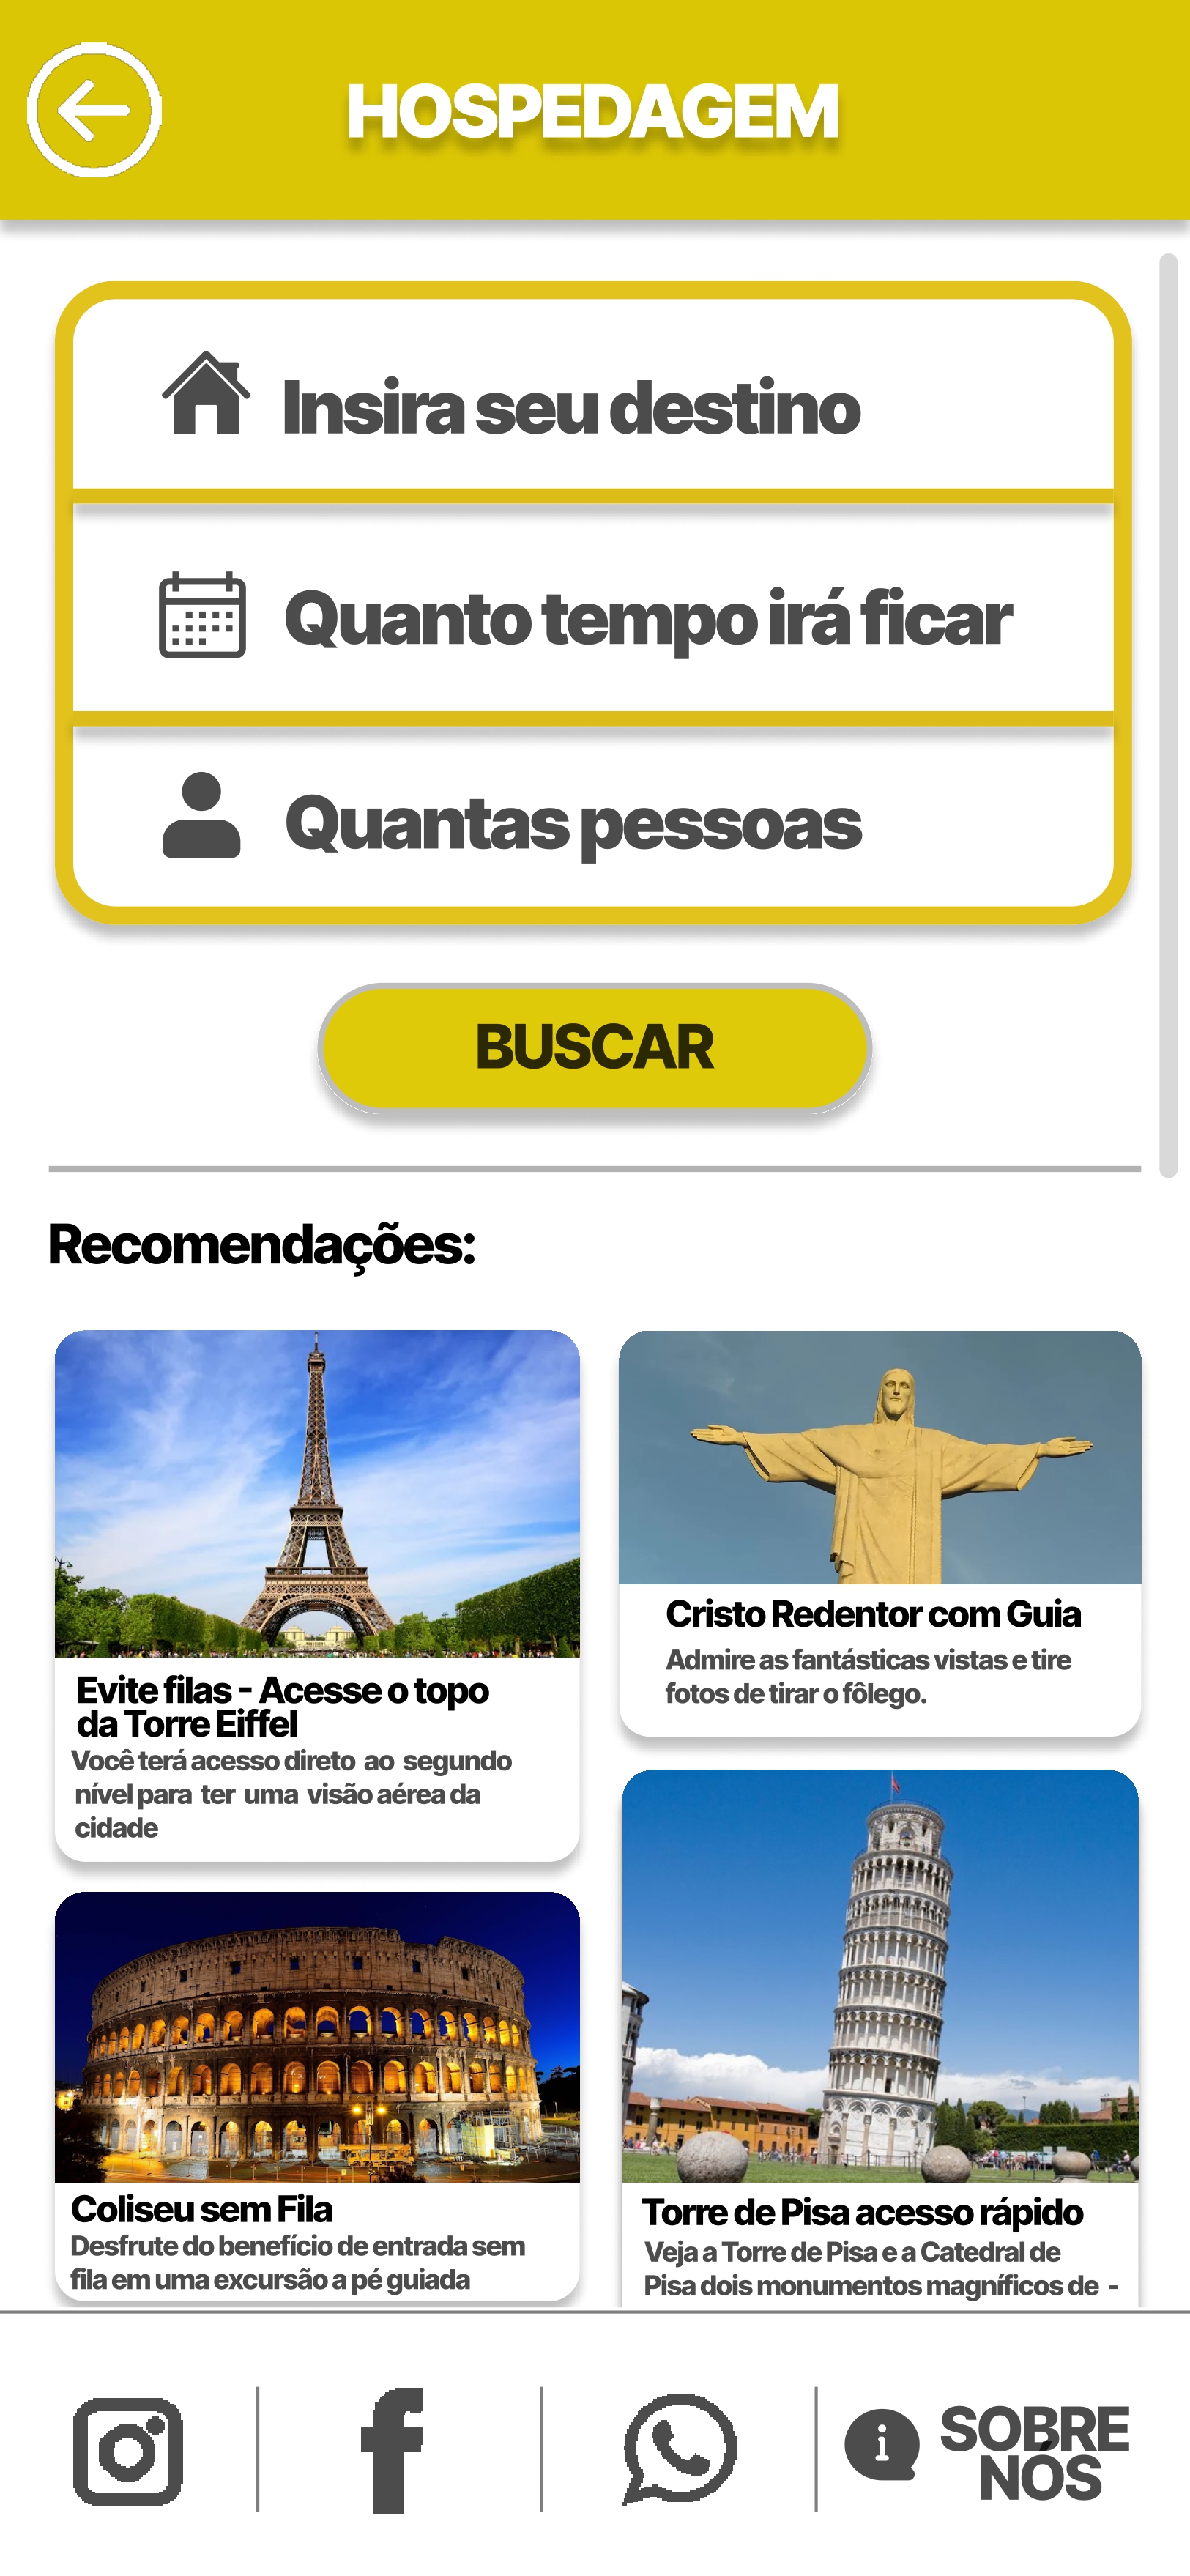 HOSPEDAGEM
Insira seu destino
Quanto tempo irá ficar
Quantas pessoas
BUSCAR
Recomendações:
Evite filas - Acesse o topo
da Torre Eiffel
Você terá acesso direto ao segundo
nível para ter uma visão aérea da
cidade
Cristo Redentor com Guia
Admire as fantásticas vistas e tire
fotos de tirar o fôlego.
Coliseu sem Fila
Desfrute do benefício de entrada sem
fila em uma excursão a pé guiada
Torre de Pisa acesso rápido
Veja a Torre de Pisa e a Catedral de
Pisa dois monumentos magníficos de -
SOBRE
NÓS